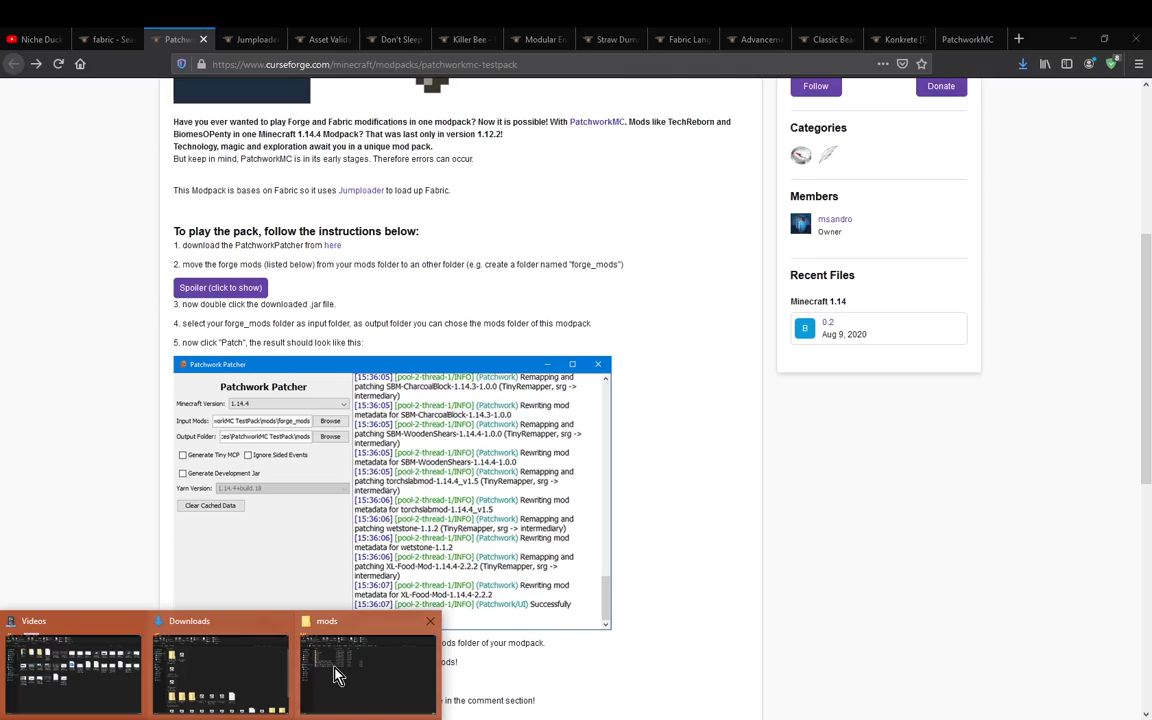 Niche Duck
fabric - Sea
Patchw
Jumploade
Asset Valida
Don't Sleep
Killer Bee -
Modular En
Straw Dum
Fabric Lang
Advanceme
Classic Bea
Konkrete [F
PatchworkMC
https://www.curseforge.com/minecraft/modpacks/patchworkmc-testpack
8
Follow
Donate
Have you ever wanted to play Forge and Fabric modifications in one modpack? Now it is possible! With PatchworkMC. Mods like TechReborn and
BiomesOPenty in one Minecraft 1.14.4 Modpack? That was last only in version 1.12.2!
Technology, magic and exploration await you in a unique mod pack.
But keep in mind, PatchworkMC is in its early stages. Therefore errors can occur.
This Modpack is bases on Fabric so it uses Jumploader to load up Fabric.
To play the pack, follow the instructions below:
1. download the PatchworkPatcher from here
2. move the forge mods (listed below) from your mods folder to an other folder (e.g. create a folder named "forge_mods")
Spoiler (click to show)
3. now double click the downloaded .jar file.
4. select your forge_mods folder as input folder, as output folder you can chose the mods folder of this modpack
5. now click "Patch", the result should look like this:
Patchwork Patcher
Patchwork Patcher
Minecraft Version: 1.14.4
Input Mods: workMC TestPack\mods\forge_mods Browse
Output Folder: ces\PatchworkMC TestPack\mods Browse
Generate Tiny MCP Ignore Sided Events
Generate Development Jar
Yarn Version: 1.14.4+build.18
Clear Cached Data
[15:36:05] [pool-2-thread-1/INFO] (Patchwork) Remapping and
patching SBM-CharcoalBlock-1.14.3-1.0.0 (TinyRemapper, srg ->
intermediary)
[15:36:05] [pool-2-thread-1/INFO] (Patchwork) Rewriting mod
metadata for SBM-CharcoalBlock-1.14.3-1.0.0
[15:36:05] [pool-2-thread-1/INFO] (Patchwork) Remapping and
patching SBM-WoodenShears-1.14.4-1.0.0 (TinyRemapper, srg ->
intermediary)
[15:36:05] [pool-2-thread-1/INFO] (Patchwork) Rewriting mod
metadata for SBM-WoodenShears-1.14.4-1.0.0
[15:36:05] [pool-2-thread-1/INFO] (Patchwork) Remapping and
patching torchslabmod-1.14.4_v1.5 (TinyRemapper, srg ->
intermediary)
[15:36:06] [pool-2-thread-1/INFO] (Patchwork) Rewriting mod
metadata for torchslabmod-1.14.4_v1.5
[15:36:06] [pool-2-thread-1/INFO] (Patchwork) Remapping and
patching wetstone-1.1.2 (TinyRemapper, srg -> intermediary)
[15:36:06] [pool-2-thread-1/INFO] (Patchwork) Rewriting mod
metadata for wetstone-1.1.2
[15:36:06] [pool-2-thread-1/INFO] (Patchwork) Remapping and
patching XL-Food-Mod-1.14.4-2.2.2 (TinyRemapper, srg ->
intermediary)
[15:36:07] [pool-2-thread-1/INFO] (Patchwork) Rewriting mod
metadata for XL-Food-Mod-1.14.4-2.2.2
[15:36:07] [pool-2-thread-1/INFO] (Patchwork/UI) Successfully
ods folder of your modpack.
ods!
e in the comment section!
Categories
Members
msandro
Owner
Recent Files
Minecraft 1.14
B
0.2
Aug 9, 2020
Videos
Downloads
mods